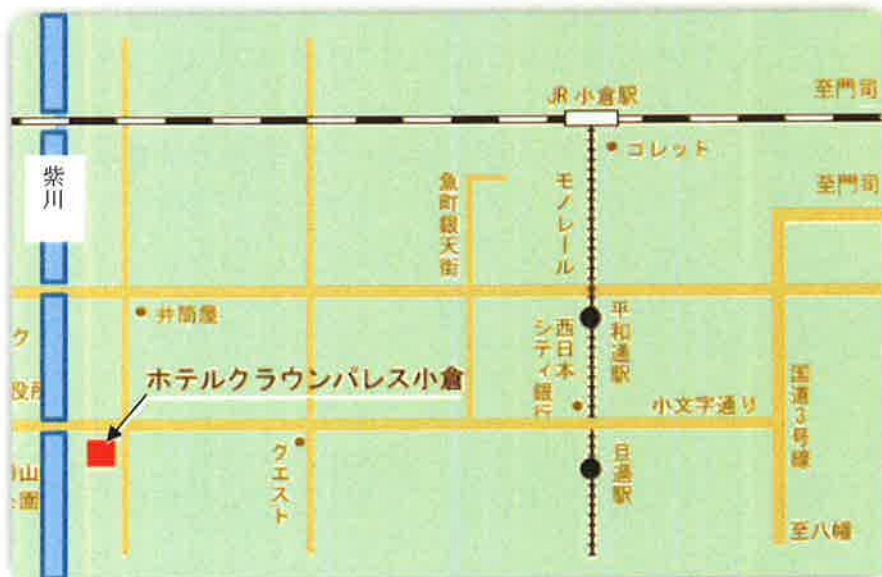 JR 小倉駅
至門司
コレット
紫川
魚町銀天街
モノレール
至門司
井筒屋
平和通駅
西日本
シティ銀行
ク
役所
ホテルクラウンパレス小倉
小文字通り
国道3号線
クエスト
旦過駅
山
園
至八幡